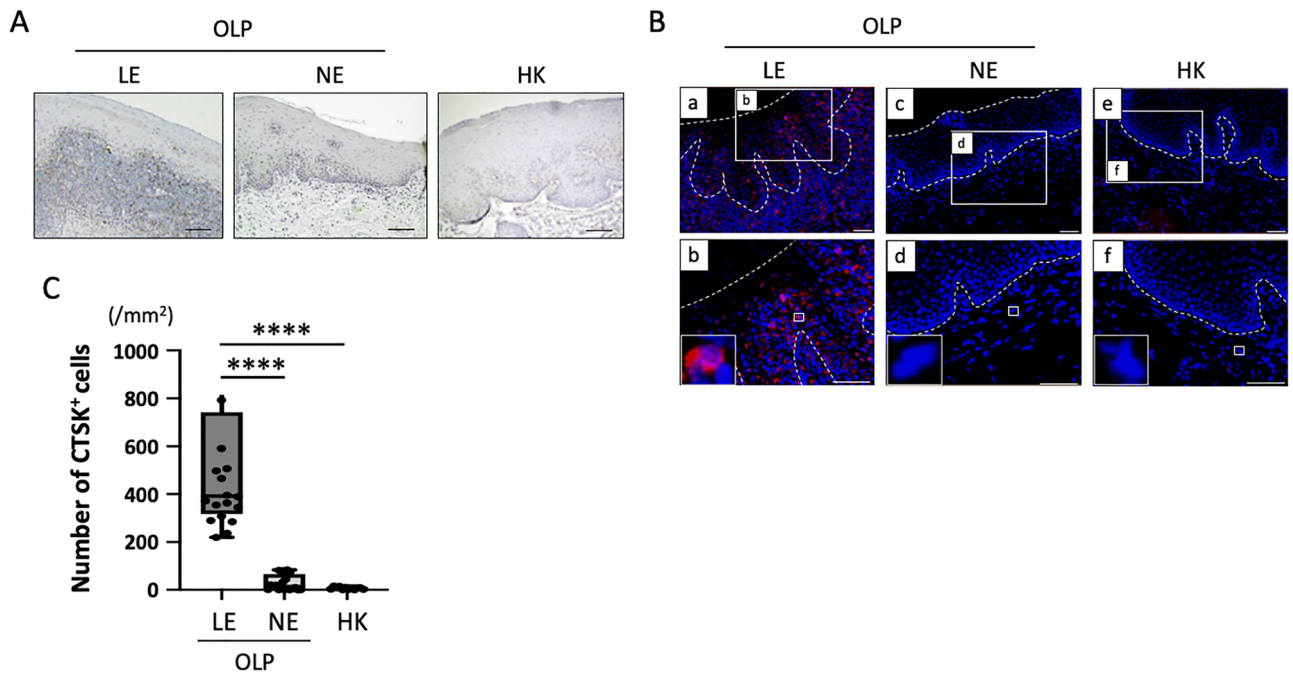 A
OLP
LE NE HK
B
OLP
LE NE HK
a b c d e f
b d f
C
(/mm²)
**** 
****
Number of CTSK⁺ cells
1000
800
600
400
200
0
LE NE HK
OLP